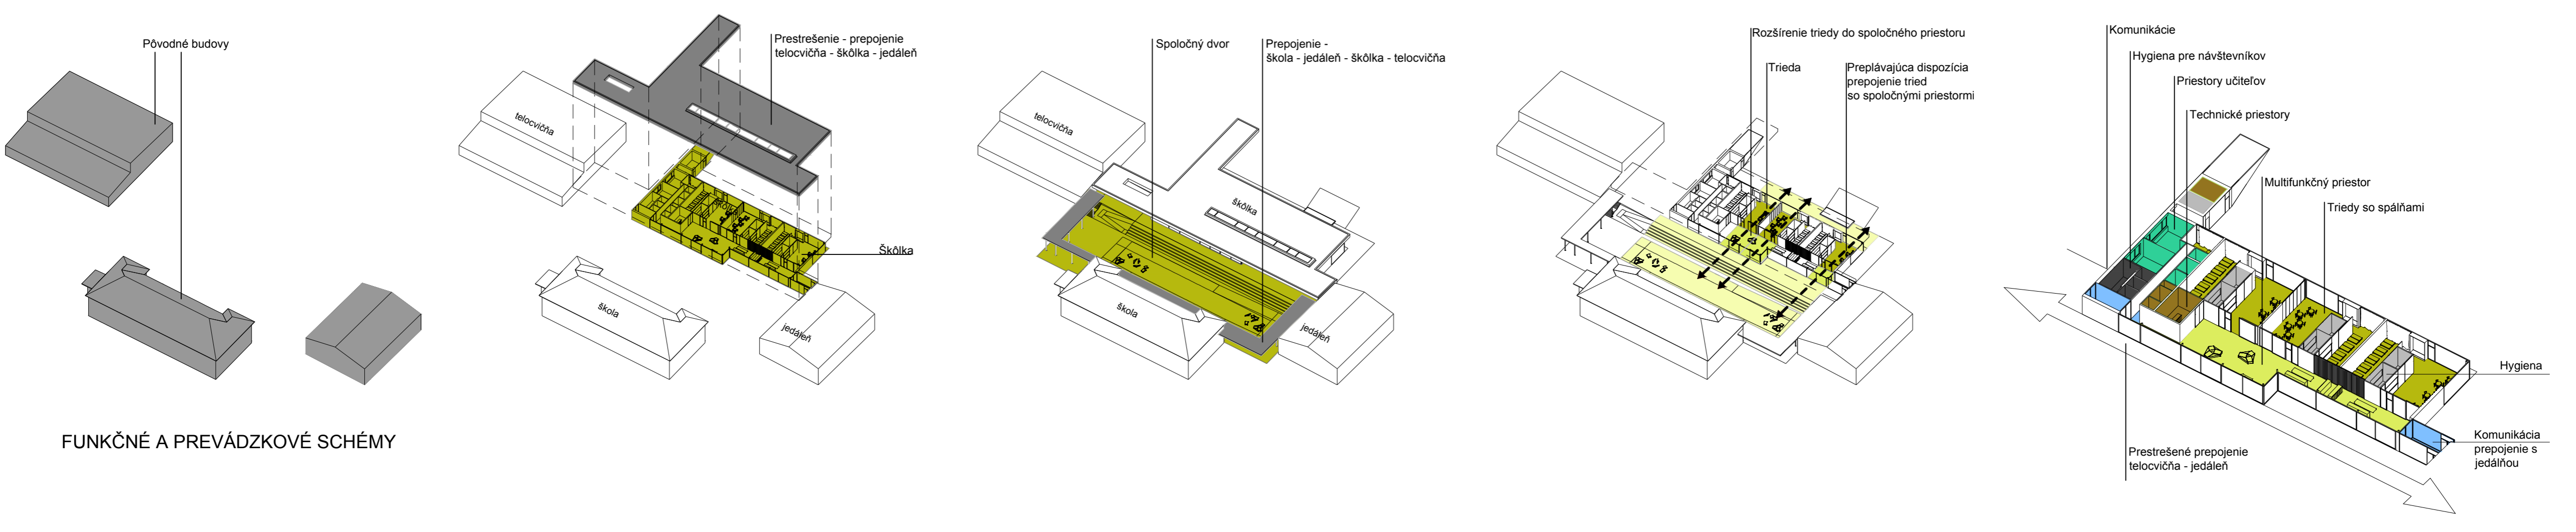 Pôvodné budovy
FUNKČNÉ A PREVÁDZKOVÉ SCHÉMY
Prestrešenie - prepojenie
telocvičňa - škôlka - jedáleň
telocvičňa
škôlka
Škôlka
škola
jedáleň
Spoločný dvor
Prepojenie -
škola - jedáleň - škôlka - telocvičňa
telocvičňa
škôlka
škola
jedáleň
Rozšírenie triedy do spoločného priestoru
Trieda
Preplávajúca dispozícia
prepojenie tried
so spoločnými priestormi
Komunikácie
Hygiena pre návštevníkov
Priestory učiteľov
Technické priestory
Multifunkčný priestor
Triedy so spálňami
Hygiena
Komunikácia
prepojenie s
jedálňou
Prestrešené prepojenie
telocvičňa - jedáleň